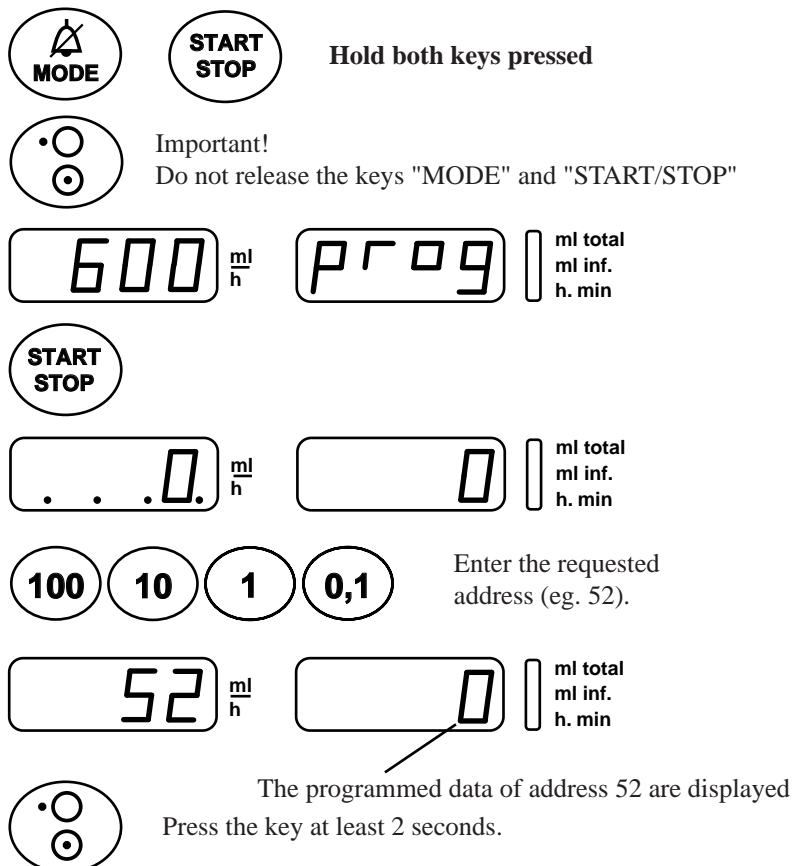 MODE
START
STOP
Hold both keys pressed
Important!
Do not release the keys "MODE" and "START/STOP"
600 ml/h prog ml total
ml inf.
h. min
START
STOP
. . .0. ml/h 0 ml total
ml inf.
h. min
100 10 1 0,1
Enter the requested
address (eg. 52).
52 ml/h 0 ml total
ml inf.
h. min
The programmed data of address 52 are displayed
Press the key at least 2 seconds.